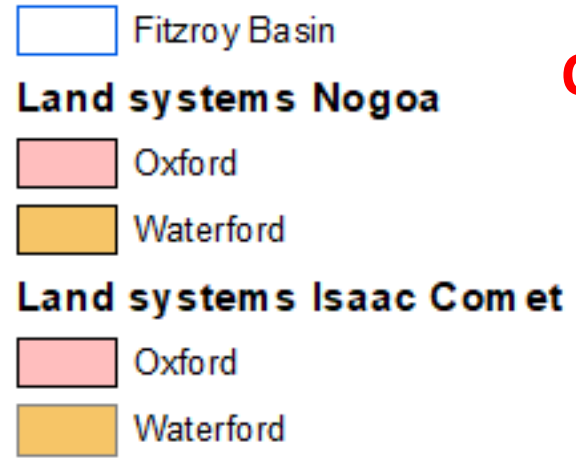 Fitzroy Basin
Land systems Nogoa
Oxford
Waterford
Land systems Isaac Comet
Oxford
Waterford